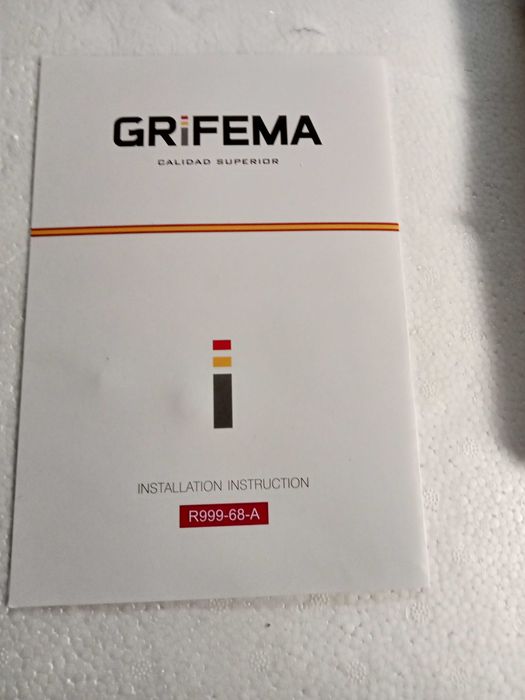 GRiFEMA
CALIDAD SUPERIOR
i
INSTALLATION INSTRUCTION
R999-68-A